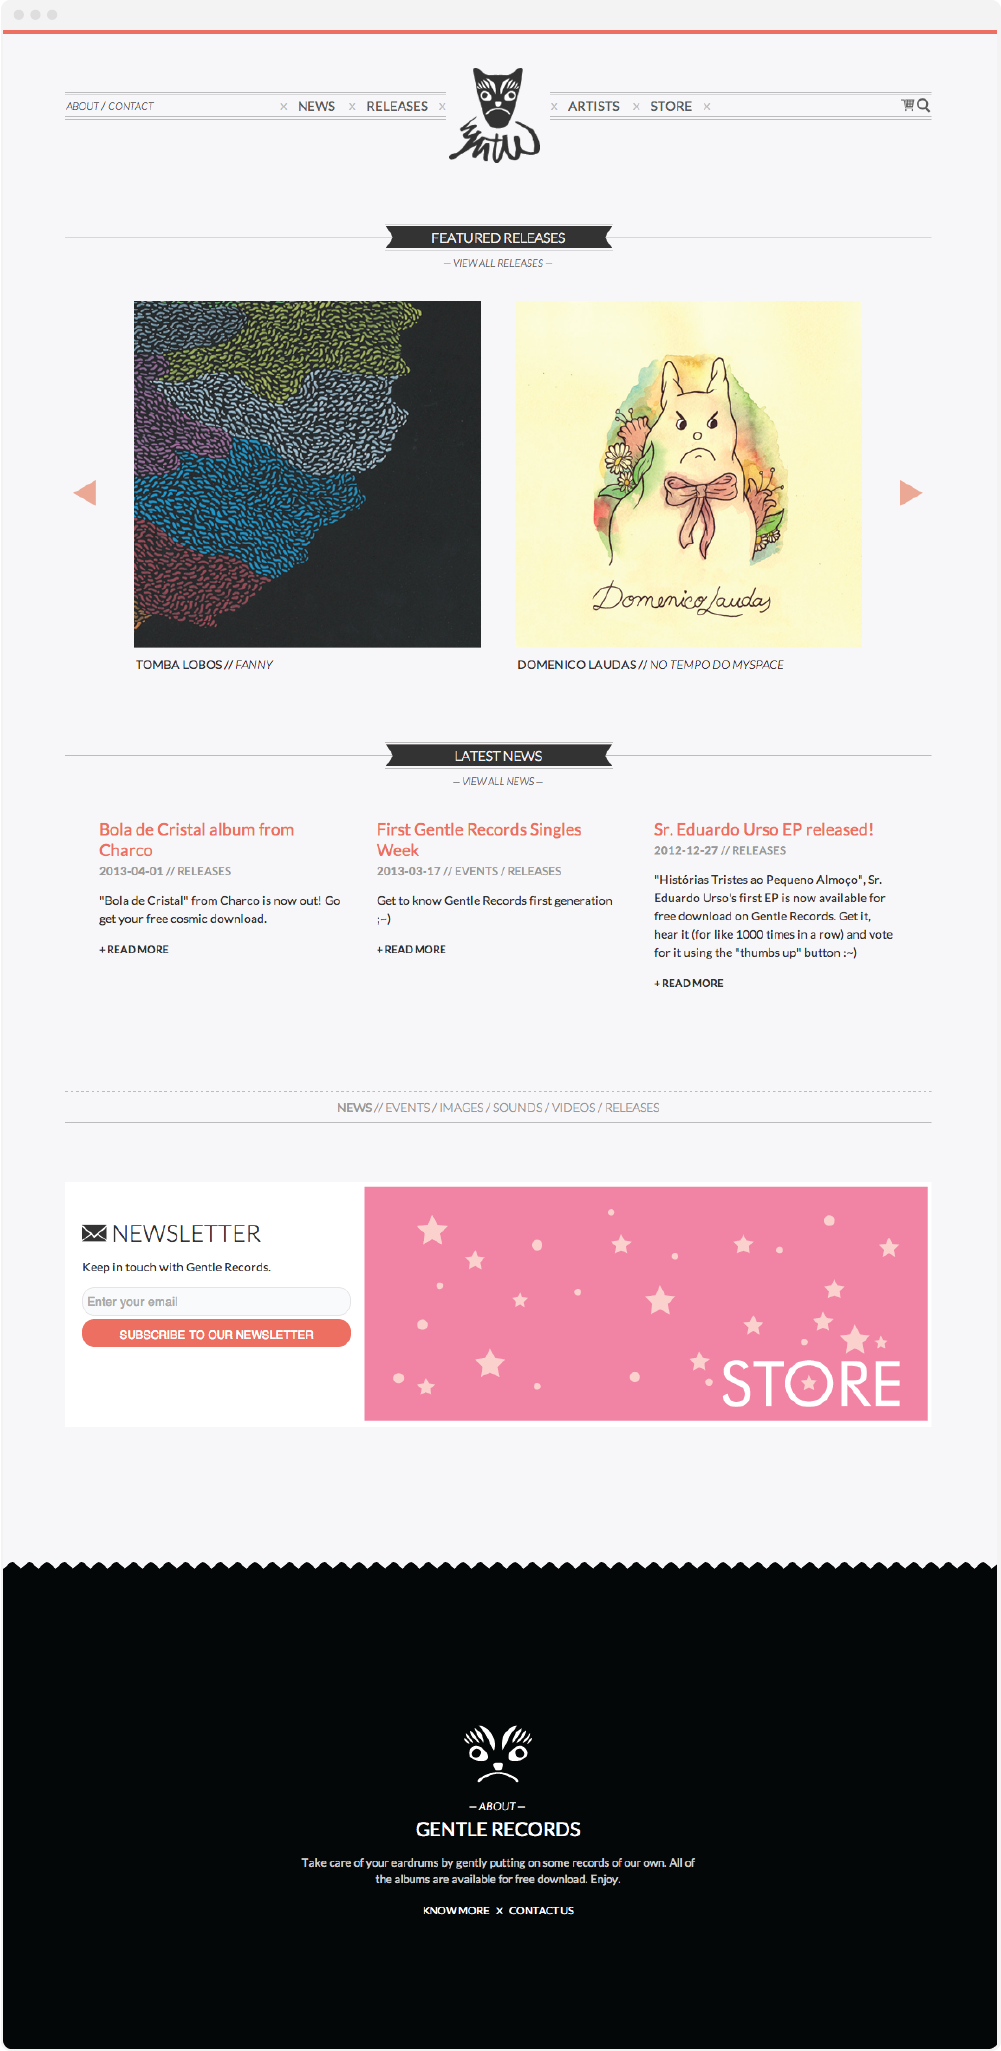 ABOUT / CONTACT
x NEWS x RELEASES x
x ARTISTS x STORE x
FEATURED RELEASES
— VIEW ALL RELEASES —
Domenico Laudas
TOMBA LOBOS // FANNY
DOMENICO LAUDAS // NO TEMPO DO MYSPACE
LATEST NEWS
— VIEW ALL NEWS —
Bola de Cristal album from
Charco
2013-04-01 // RELEASES
"Bola de Cristal" from Charco is now out! Go
get your free cosmic download.
+ READ MORE
First Gentle Records Singles
Week
2013-03-17 // EVENTS / RELEASES
Get to know Gentle Records first generation
;~)
+ READ MORE
Sr. Eduardo Urso EP released!
2012-12-27 // RELEASES
"Histórias Tristes ao Pequeno Almoço", Sr.
Eduardo Urso's first EP is now available for
free download on Gentle Records. Get it,
hear it (for like 1000 times in a row) and vote
for it using the "thumbs up" button :~)
+ READ MORE
NEWS // EVENTS / IMAGES / SOUNDS / VIDEOS / RELEASES
NEWSLETTER
Keep in touch with Gentle Records.
Enter your email
SUBSCRIBE TO OUR NEWSLETTER
STORE
— ABOUT —
GENTLE RECORDS
Take care of your eardrums by gently putting on some records of our own. All of
the albums are available for free download. Enjoy.
KNOW MORE x CONTACT US